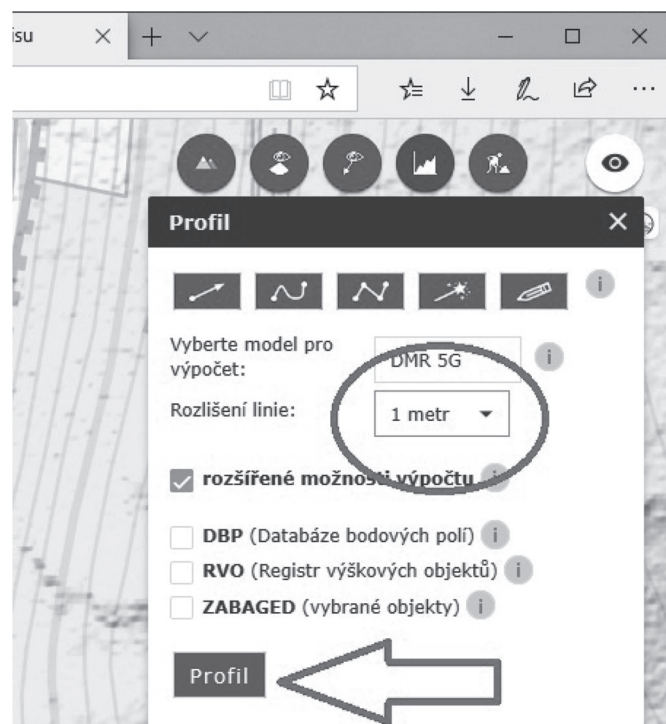 isu
Profil
Vyberte model pro
výpočet:
DMR 5G
Rozlišení linie:
1 metr
rozšířené možnosti výpočtu
DBP (Databáze bodových polí)
RVO (Registr výškových objektů)
ZABAGED (vybrané objekty)
Profil